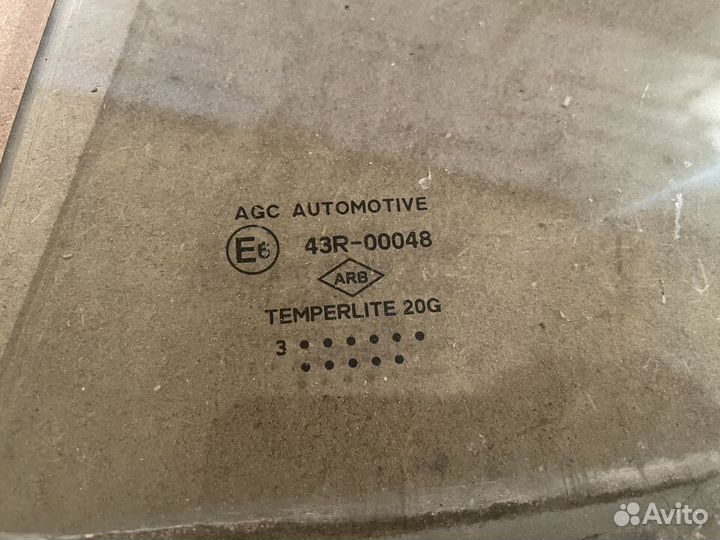 AGC AUTOMOTIVE
E6 43R-00048
ARB
TEMPERLITE 20G
3 ● ● ● ● ● ●
● ● ● ● ●
Avito